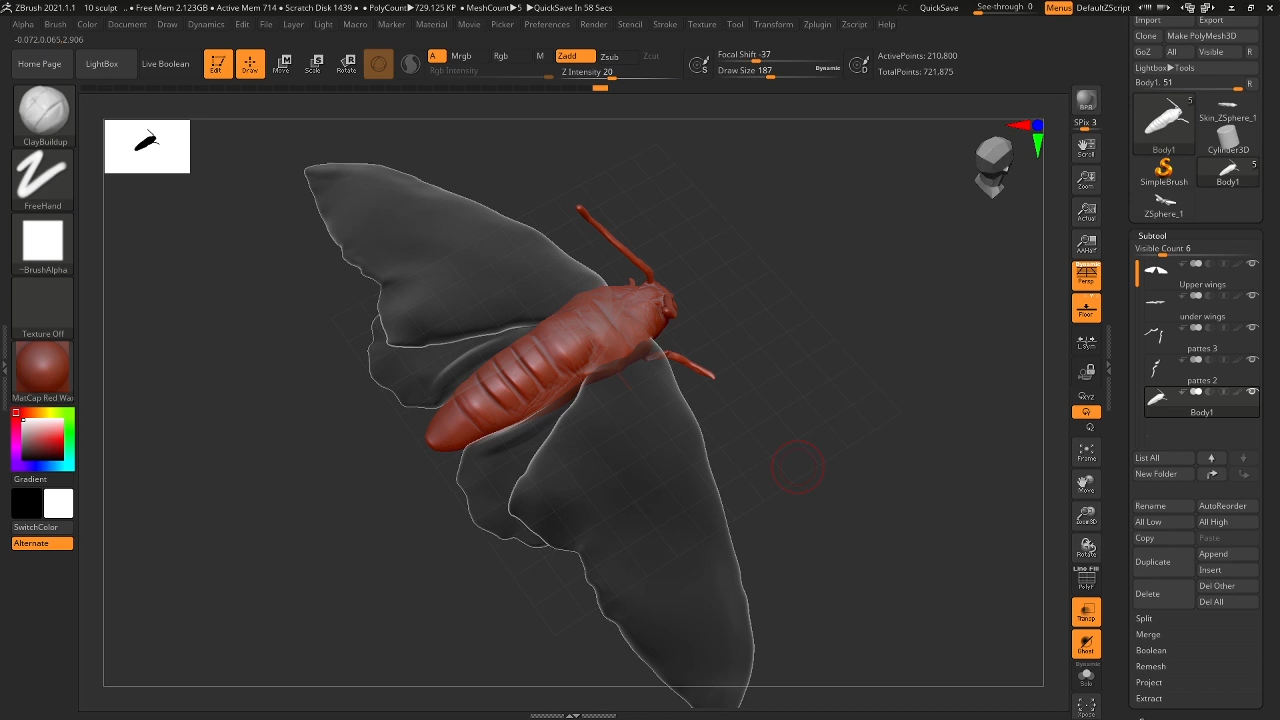 ZBrush 2021.1.1 10 sculpt .. • Free Mem 2.123GB • Active Mem 714 • Scratch Disk 1439 • ▶PolyCount▶729.125 KP • MeshCount▶5 ▶QuickSave In 58 Secs AC QuickSave See-through 0 Menus DefaultZScript
Alpha Brush Color Document Draw Dynamics Edit File Layer Light Macro Marker Material Movie Picker Preferences Render Stencil Stroke Texture Tool Transform Zplugin Zscript Help
-0.072,0.065,2.906
Home Page LightBox Live Boolean Edit Draw Move Scale Rotate
A Mrgb Rgb M Zadd Zsub Zcut
Rgb Intensity Z Intensity 20
Focal Shift -37
Draw Size 187 Dynamic
S
D
ActivePoints: 210.800
TotalPoints: 721,875
ClayBuildup
FreeHand
~BrushAlpha
Texture Off
MatCap Red Wax
Gradient
SwitchColor
Alternate
BPR
SPix 3
Scroll
Zoom
Actual
AAHalf
Dynamic
Persp
Floor
L.Sym
XYZ
Y
Z
Frame
Move
Zoom3D
Rotate
Line Fill
PolyF
Transp
Ghost
Dynamic
Solo
Xpose
Import Export
Clone Make PolyMesh3D
GoZ All Visible R
Lightbox▶Tools
Body1. 51 R
5
Body1
Skin_ZSphere_1
Cylinder3D
SimpleBrush
5
Body1
ZSphere_1
Subtool
Visible Count 6
Upper wings
under wings
pattes 3
pattes 2
Body1
List All
New Folder
Rename AutoReorder
All Low All High
Copy Paste
Duplicate Append
Insert
Delete Del Other
Del All
Split
Merge
Boolean
Remesh
Project
Extract